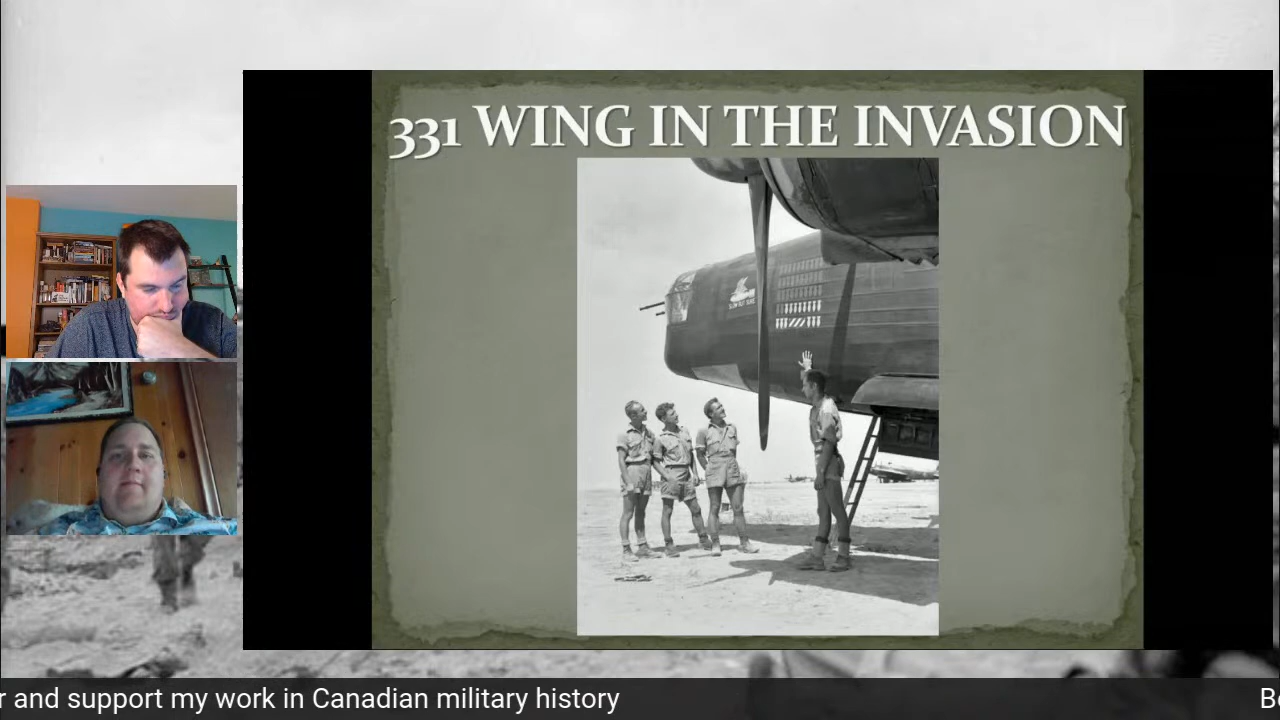 331 WING IN THE INVASION
r and support my work in Canadian military history